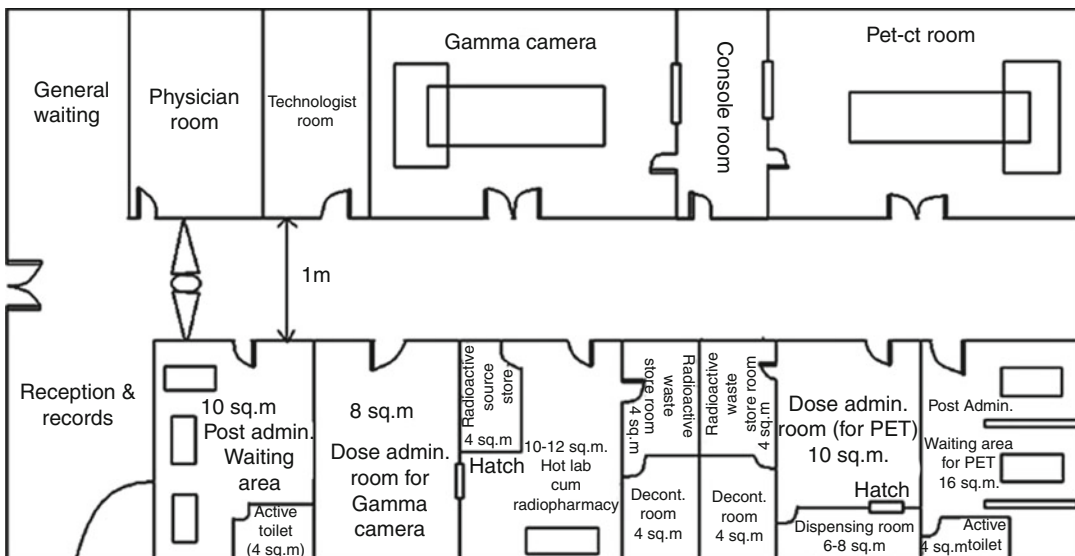 General
waiting
Physician
room
Technologist
room
Gamma camera
Console room
Pet-ct room
1m
Reception &
records
10 sq.m
Post admin.
Waiting
area
Active
toilet
(4 sq.m)
8 sq.m
Dose admin.
room for
Gamma
camera
Radioactive
source
store
4 sq.m
Hatch
10-12 sq.m.
Hot lab
cum
radiopharmacy
Radioactive
waste
store room
4 sq.m
Decont.
room
4 sq.m
Radioactive
waste
store room
4 sq.m
Decont.
room
4 sq.m
Dose admin.
room (for PET)
10 sq.m.
Hatch
Dispensing room
6-8 sq.m
Post Admin.
Waiting area
for PET
16 sq.m.
Active
4 sq.m toilet